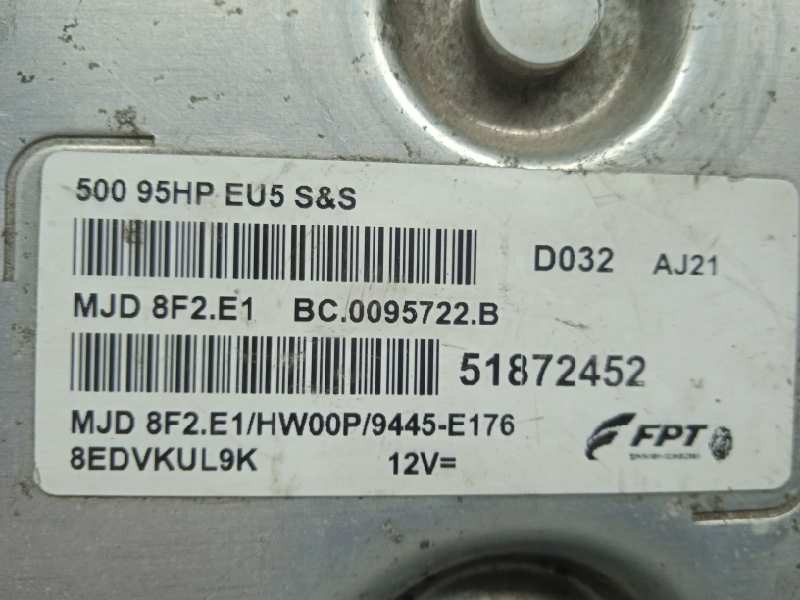 500 95HP EU5 S&S
D032 AJ21
MJD 8F2.E1 BC.0095722.B
51872452
MJD 8F2.E1/HW00P/9445-E176
FPT
8EDVKUL9K 12V=